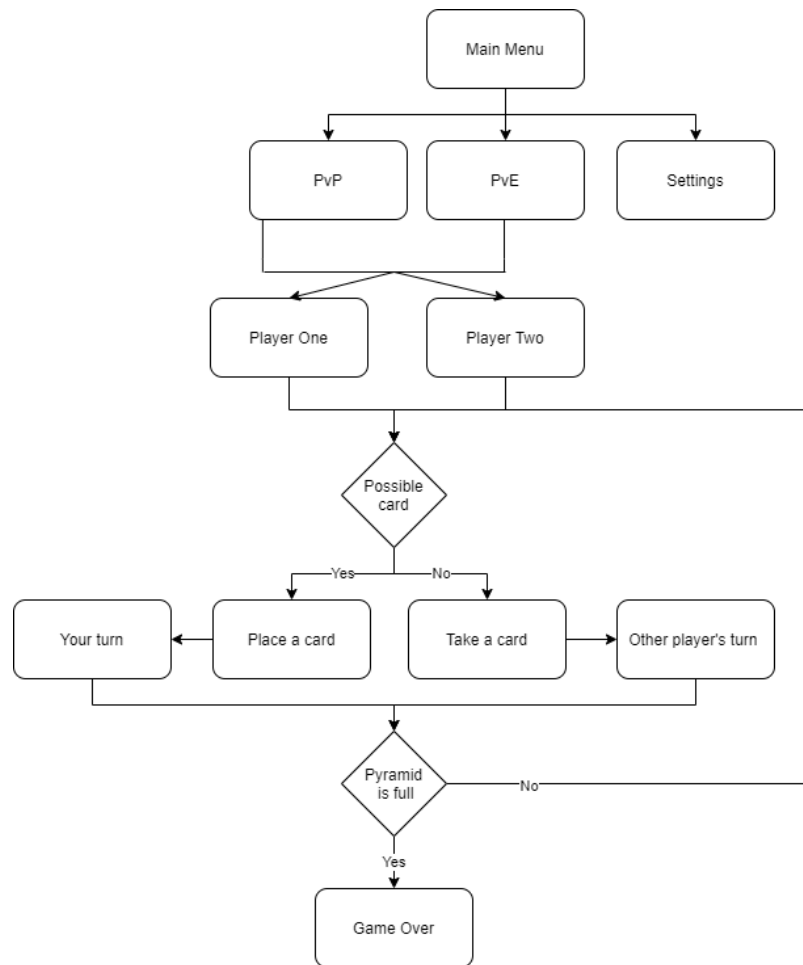 Main Menu
PvP
PvE
Settings
Player One
Player Two
Possible
card
Yes
No
Your turn
Place a card
Take a card
Other player's turn
Pyramid
is full
No
Yes
Game Over